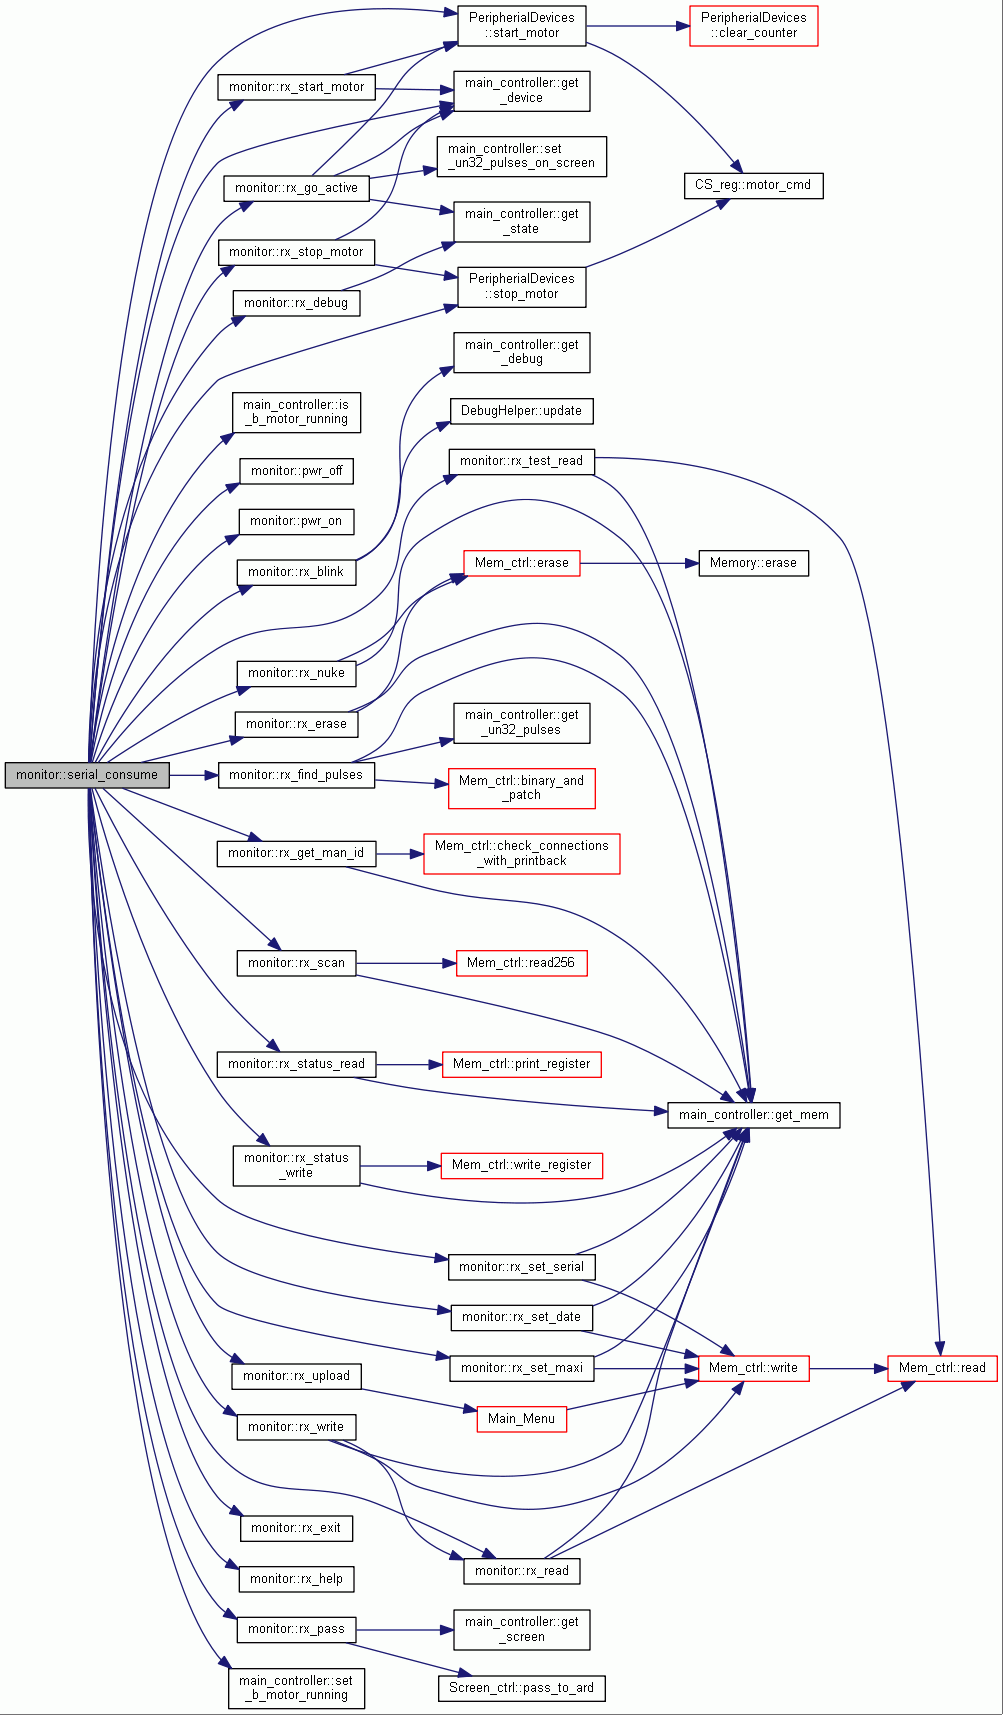 PeripherialDevices
::start_motor
PeripherialDevices
::clear_counter
monitor::rx_start_motor
main_controller::get
_device
main_controller::set
_un32_pulses_on_screen
monitor::rx_go_active
CS_reg::motor_cmd
main_controller::get
_state
monitor::rx_stop_motor
PeripherialDevices
::stop_motor
monitor::rx_debug
main_controller::get
_debug
main_controller::is
_b_motor_running
DebugHelper::update
monitor::pwr_off
monitor::rx_test_read
monitor::pwr_on
monitor::rx_blink
Mem_ctrl::erase
Memory::erase
monitor::rx_nuke
monitor::rx_erase
main_controller::get
_un32_pulses
monitor::serial_consume
monitor::rx_find_pulses
Mem_ctrl::binary_and
_patch
monitor::rx_get_man_id
Mem_ctrl::check_connections
_with_printback
monitor::rx_scan
Mem_ctrl::read256
monitor::rx_status_read
Mem_ctrl::print_register
main_controller::get_mem
monitor::rx_status
_write
Mem_ctrl::write_register
monitor::rx_set_serial
monitor::rx_set_date
monitor::rx_set_maxi
Mem_ctrl::write
Mem_ctrl::read
monitor::rx_upload
Main_Menu
monitor::rx_write
monitor::rx_exit
monitor::rx_read
monitor::rx_help
monitor::rx_pass
main_controller::get
_screen
main_controller::set
_b_motor_running
Screen_ctrl::pass_to_ard